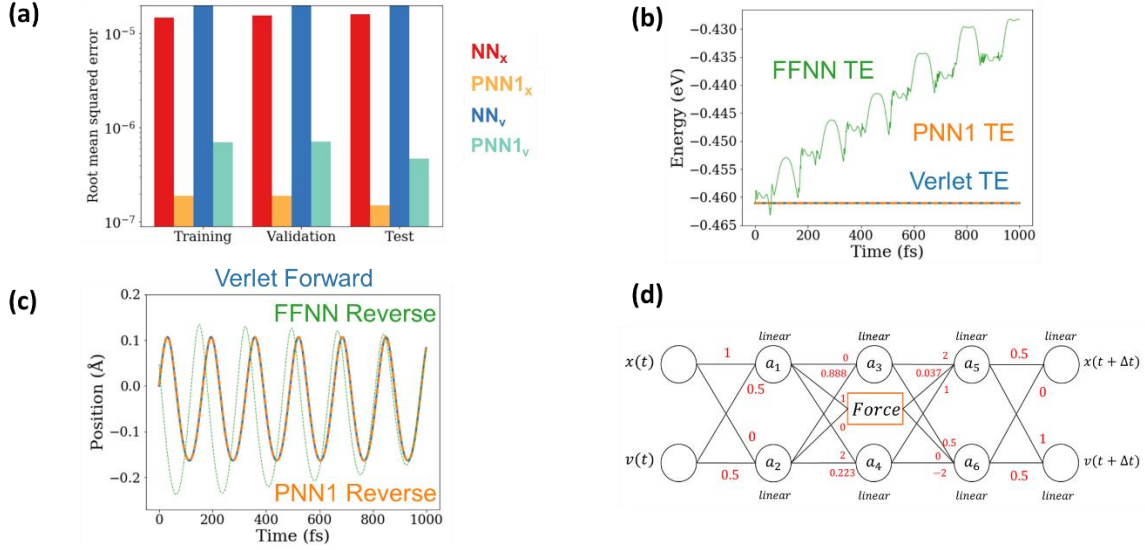 (a)
Root mean squared error
10⁻⁵
10⁻⁶
10⁻⁷
Training
Validation
Test
NNₓ
PNN1ₓ
NNᵥ
PNN1ᵥ
(b)
Energy (eV)
−0.430
−0.435
−0.440
−0.445
−0.450
−0.455
−0.460
−0.465
FFNN TE
PNN1 TE
Verlet TE
0 200 400 600 800 1000
Time (fs)
(c)
Verlet Forward
FFNN Reverse
PNN1 Reverse
Position (Å)
0.2
0.1
0.0
−0.1
−0.2
0 200 400 600 800 1000
Time (fs)
(d)
linear linear linear linear
x(t) 1 a₁ 0 a₃ 2 a₅ 0.5 x(t + Δt)
0.888 0.037
0.5 1 1 0
Force
0 0 0.5 1
v(t) 0.5 a₂ 2 a₄ 0 a₆ 0.5 v(t + Δt)
0.223 −2
linear linear linear linear